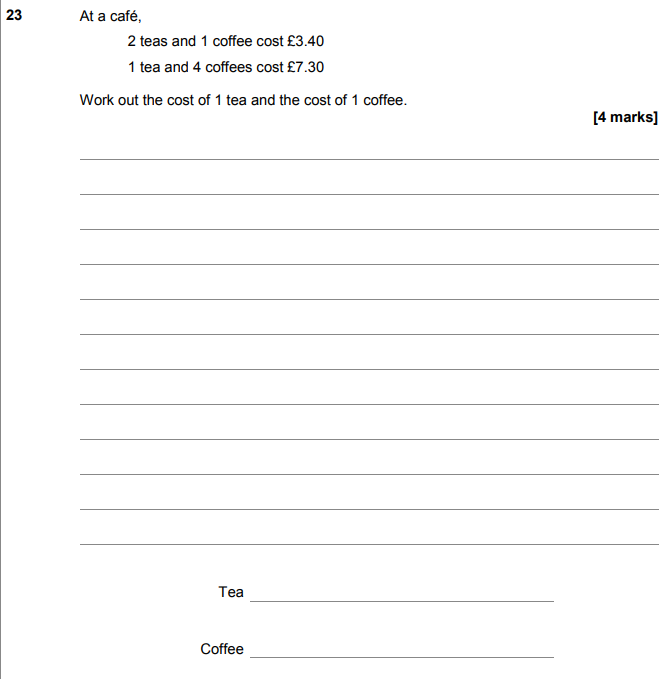 23 At a café,
2 teas and 1 coffee cost £3.40
1 tea and 4 coffees cost £7.30
Work out the cost of 1 tea and the cost of 1 coffee.
[4 marks]
Tea
Coffee